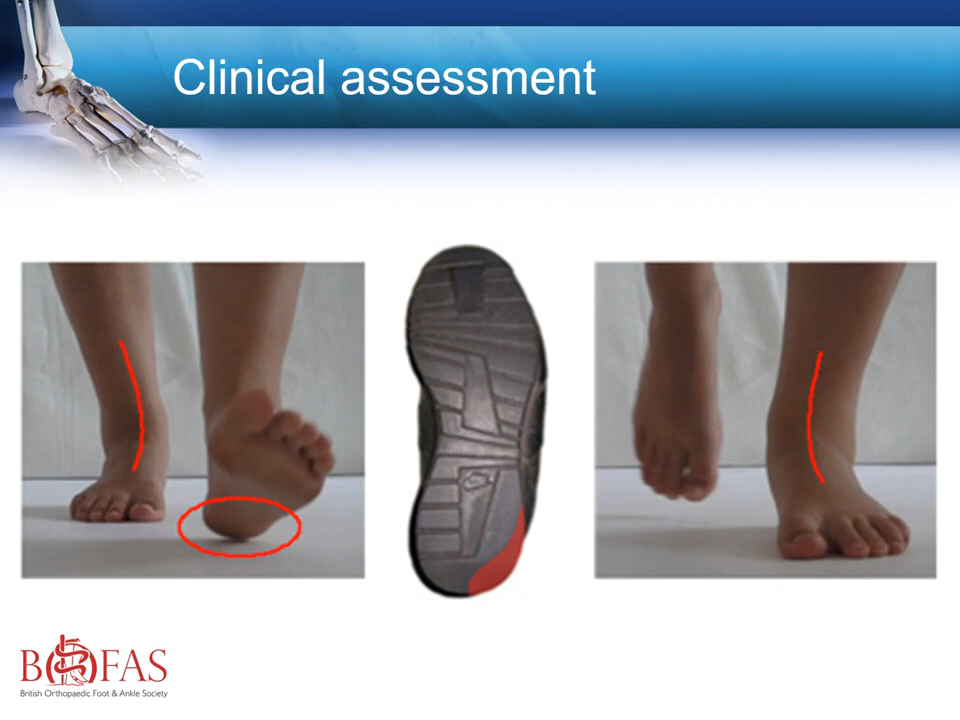 Clinical assessment
BOFAS
British Orthopaedic Foot & Ankle Society